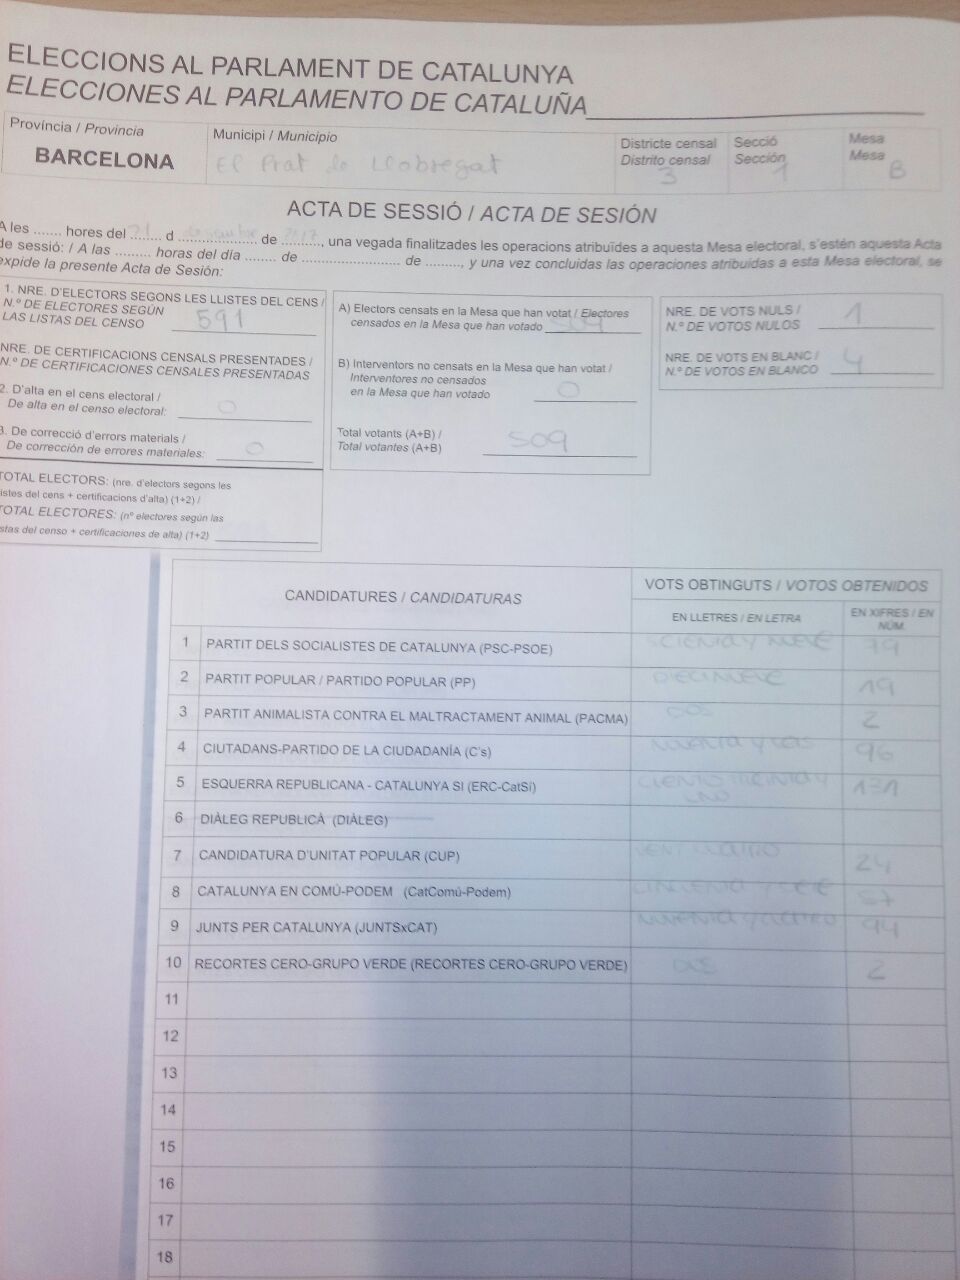 ELECCIONS AL PARLAMENT DE CATALUNYA
ELECCIONES AL PARLAMENTO DE CATALUÑA
Província / Provincia
BARCELONA
Municipi / Municipio
El Prat de Llobregat
Districte censal
Distrito censal
3
Secció
Sección
1
Mesa
Mesa
B
ACTA DE SESSIÓ / ACTA DE SESIÓN
A les ....... hores del 21 d desembre de 2017, una vegada finalitzades les operacions atribuïdes a aquesta Mesa electoral, s'estén aquesta Acta
de sessió: / A las ......... horas del día ........ de ........................... de ........., y una vez concluidas las operaciones atribuidas a esta Mesa electoral, se
expide la presente Acta de Sesión:
1. NRE. D'ELECTORS SEGONS LES LLISTES DEL CENS /
N.º DE ELECTORES SEGÚN
LAS LISTAS DEL CENSO 591
NRE. DE CERTIFICACIONS CENSALS PRESENTADES /
N.º DE CERTIFICACIONES CENSALES PRESENTADAS
2. D'alta en el cens electoral /
De alta en el censo electoral: 0
3. De correcció d'errors materials /
De corrección de errores materiales: 0
TOTAL ELECTORS: (nre. d'electors segons les
istes del cens + certificacions d'alta) (1+2) /
TOTAL ELECTORES: (nº electores según las
stas del censo + certificaciones de alta) (1+2)
A) Electors censats en la Mesa que han votat / Electores
censados en la Mesa que han votado 509
B) Interventors no censats en la Mesa que han votat /
Interventores no censados
en la Mesa que han votado 0
Total votants (A+B) /
Total votantes (A+B) 509
NRE. DE VOTS NULS /
N.º DE VOTOS NULOS 1
NRE. DE VOTS EN BLANC /
N.º DE VOTOS EN BLANCO 4
CANDIDATURES / CANDIDATURAS
VOTS OBTINGUTS / VOTOS OBTENIDOS
EN LLETRES / EN LETRA
EN XIFRES / EN
NÚM.
1 PARTIT DELS SOCIALISTES DE CATALUNYA (PSC-PSOE) 79
2 PARTIT POPULAR / PARTIDO POPULAR (PP) DIECINUEVE 19
3 PARTIT ANIMALISTA CONTRA EL MALTRACTAMENT ANIMAL (PACMA) DOS 2
4 CIUTADANS-PARTIDO DE LA CIUDADANÍA (C's) 96
5 ESQUERRA REPUBLICANA - CATALUNYA SI (ERC-CatSí) CIENTO TREINTA Y
UNO 131
6 DIÀLEG REPUBLICÀ (DIÀLEG)
7 CANDIDATURA D'UNITAT POPULAR (CUP) 24
8 CATALUNYA EN COMÚ-PODEM (CatComú-Podem) 57
9 JUNTS PER CATALUNYA (JUNTSxCAT) 94
10 RECORTES CERO-GRUPO VERDE (RECORTES CERO-GRUPO VERDE) DOS 2
11
12
13
14
15
16
17
18